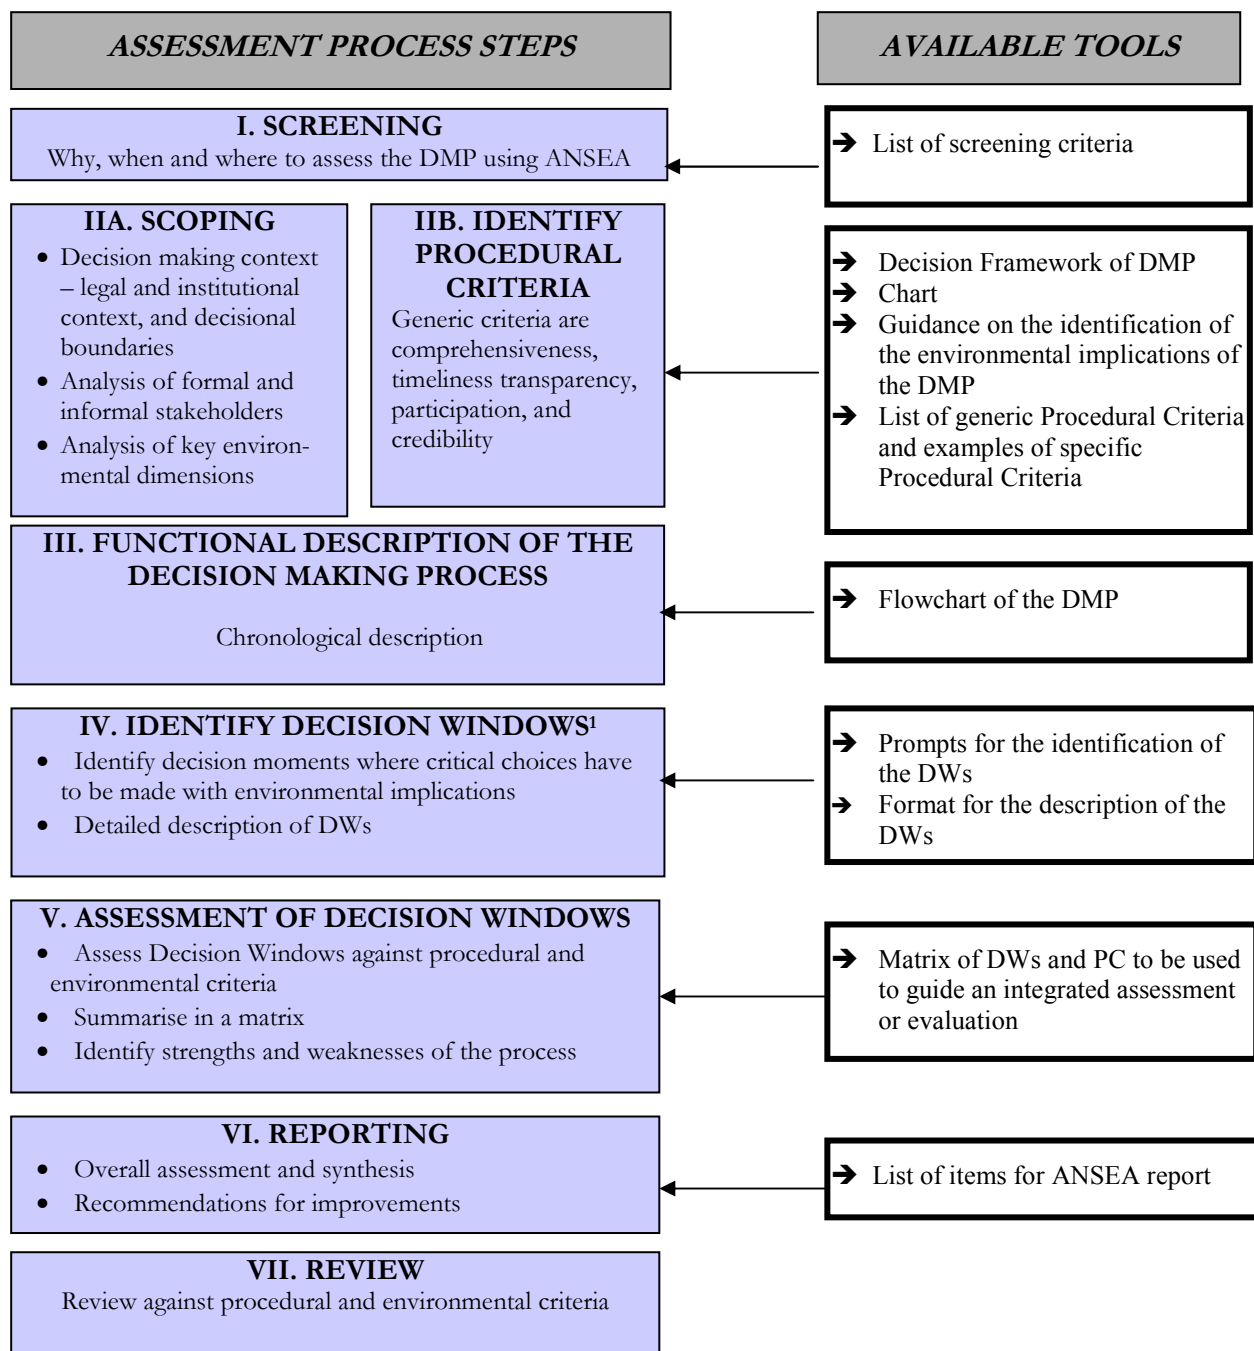 ASSESSMENT PROCESS STEPS
AVAILABLE TOOLS
I. SCREENING
Why, when and where to assess the DMP using ANSEA
➔ List of screening criteria
IIA. SCOPING
• Decision making context
– legal and institutional
context, and decisional
boundaries
• Analysis of formal and
informal stakeholders
• Analysis of key environ-
mental dimensions
IIB. IDENTIFY
PROCEDURAL
CRITERIA
Generic criteria are
comprehensiveness,
timeliness transparency,
participation, and
credibility
➔ Decision Framework of DMP
➔ Chart
➔ Guidance on the identification of
the environmental implications of
the DMP
➔ List of generic Procedural Criteria
and examples of specific
Procedural Criteria
III. FUNCTIONAL DESCRIPTION OF THE
DECISION MAKING PROCESS
Chronological description
➔ Flowchart of the DMP
IV. IDENTIFY DECISION WINDOWS¹
• Identify decision moments where critical choices have
to be made with environmental implications
• Detailed description of DWs
➔ Prompts for the identification of
the DWs
➔ Format for the description of the
DWs
V. ASSESSMENT OF DECISION WINDOWS
• Assess Decision Windows against procedural and
environmental criteria
• Summarise in a matrix
• Identify strengths and weaknesses of the process
➔ Matrix of DWs and PC to be used
to guide an integrated assessment
or evaluation
VI. REPORTING
• Overall assessment and synthesis
• Recommendations for improvements
➔ List of items for ANSEA report
VII. REVIEW
Review against procedural and environmental criteria